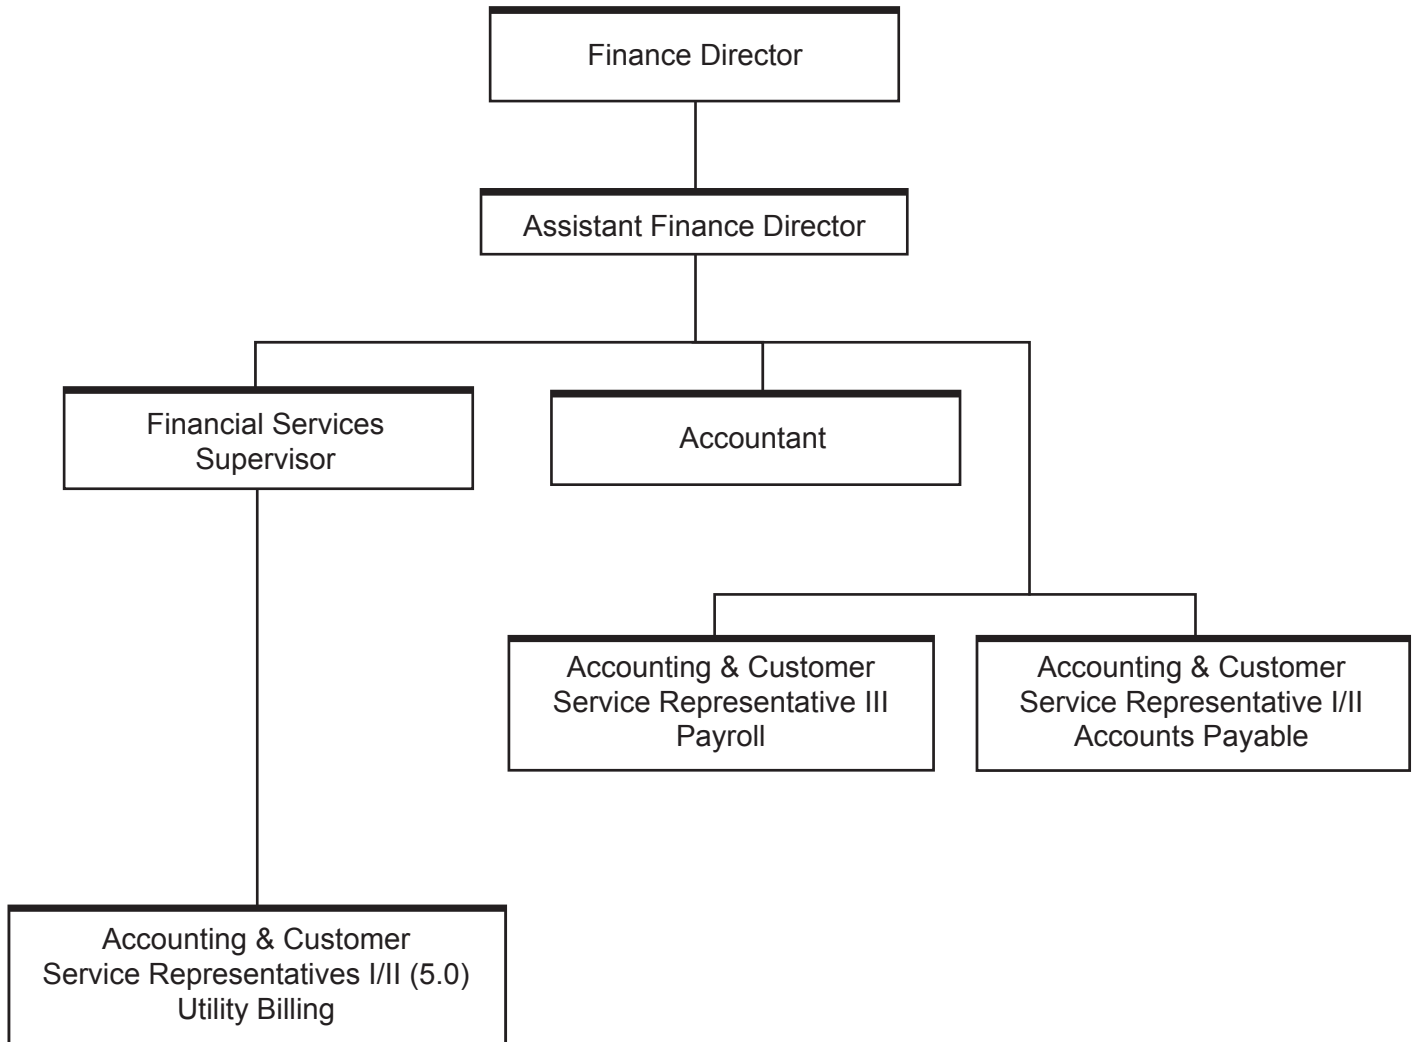 Finance Director
Assistant Finance Director
Financial Services
Supervisor
Accountant
Accounting & Customer
Service Representative III
Payroll
Accounting & Customer
Service Representative I/II
Accounts Payable
Accounting & Customer
Service Representatives I/II (5.0)
Utility Billing